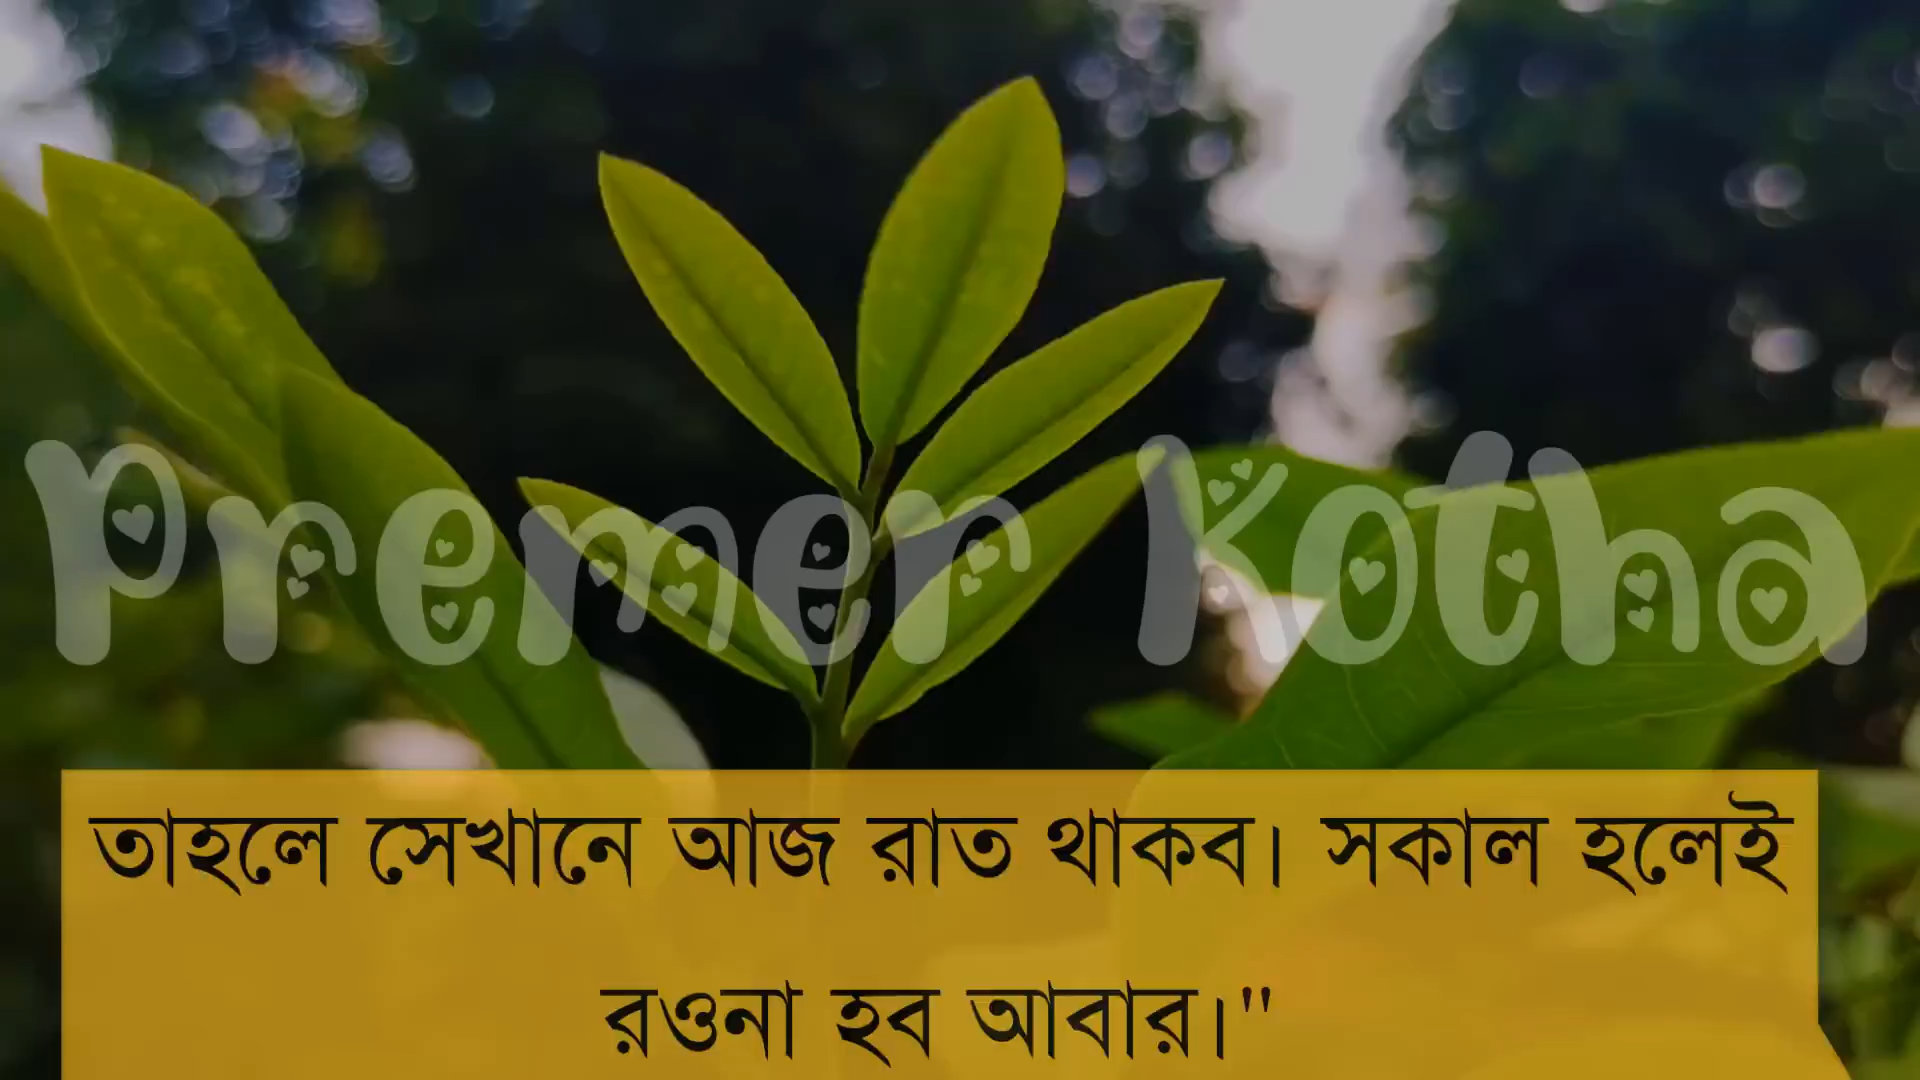 Premer Kotha
তাহলে সেখানে আজ রাত থাকব। সকাল হলেই
রওনা হব আবার।"